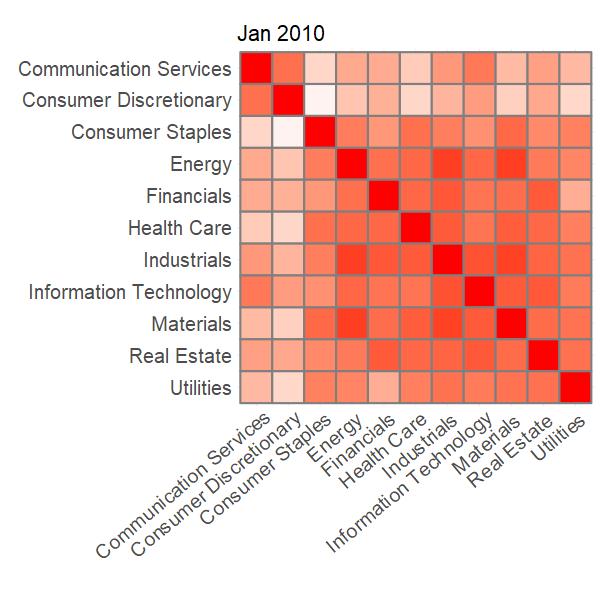 Jan 2010
Communication Services
Consumer Discretionary
Consumer Staples
Energy
Financials
Health Care
Industrials
Information Technology
Materials
Real Estate
Utilities
Communication Services
Consumer Discretionary
Consumer Staples
Energy
Financials
Health Care
Industrials
Information Technology
Materials
Real Estate
Utilities